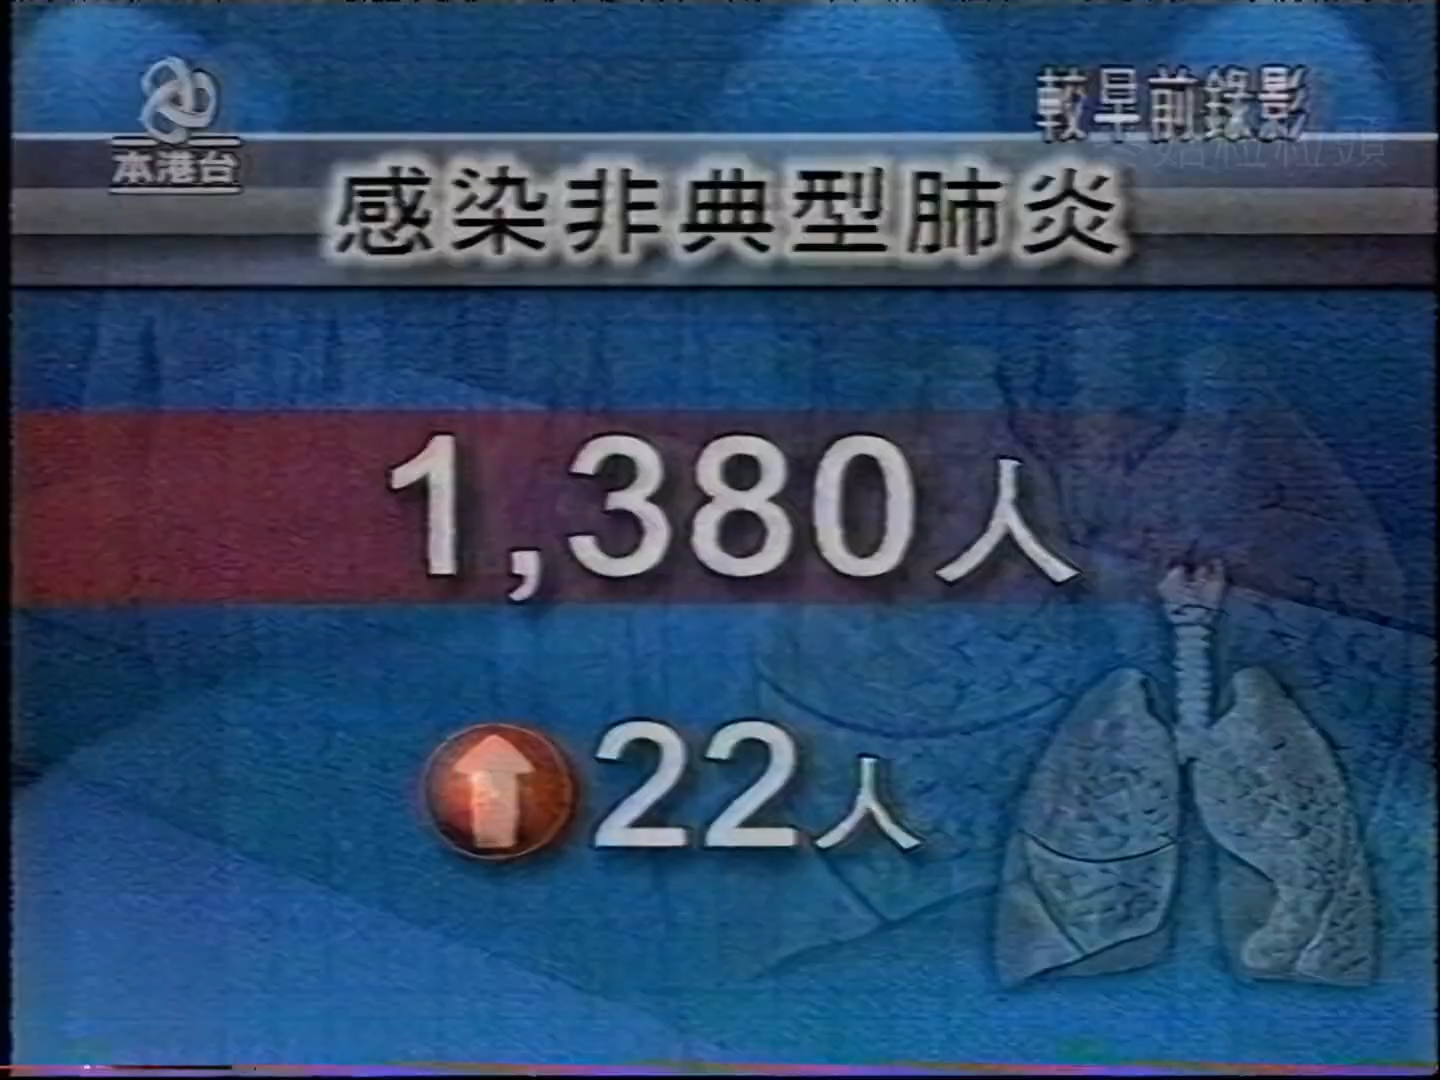 本港台
較早前錄影
感染非典型肺炎
1,380人
22人